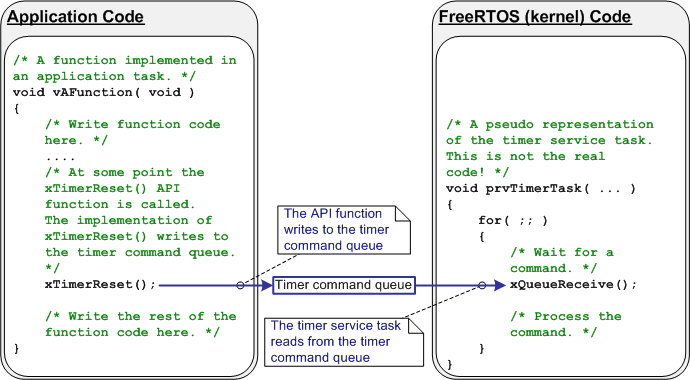 Application Code
/* A function implemented in
an application task. */
void vAFunction( void )
{
/* Write function code
here. */
....
/* At some point the
xTimerReset() API
function is called.
The implementation of
xTimerReset() writes to
the timer command queue.
*/
xTimerReset();
/* Write the rest of the
function code here. */
}
The API function
writes to the timer
command queue
Timer command queue
The timer service task
reads from the timer
command queue
FreeRTOS (kernel) Code
/* A pseudo representation
of the timer service task.
This is not the real
code! */
void prvTimerTask( ... )
{
for( ;; )
{
/* Wait for a
command. */
xQueueReceive();
/* Process the
command. */
}
}